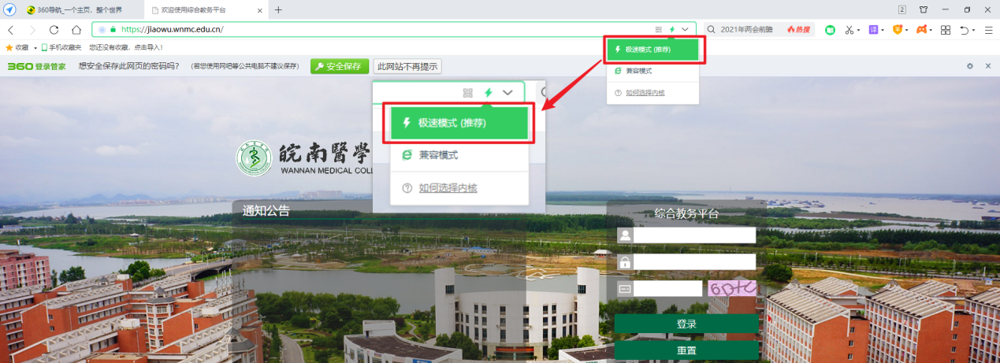 360导航_一个主页，整个世界
欢迎使用综合教务平台
2
https://jiaowu.wnmc.edu.cn/
2021年两会前瞻
热搜
收藏
手机收藏夹
您还没有收藏，点击导入！
译
极速模式 (推荐)
兼容模式
如何选择内核
360登录管家
想安全保存此网页的密码吗？
(若您使用网吧等公共电脑不建议保存)
安全保存
此网站不再提示
极速模式 (推荐)
兼容模式
如何选择内核
皖南醫學
WANNAN MEDICAL COLL
通知公告
综合教务平台
登录
重置